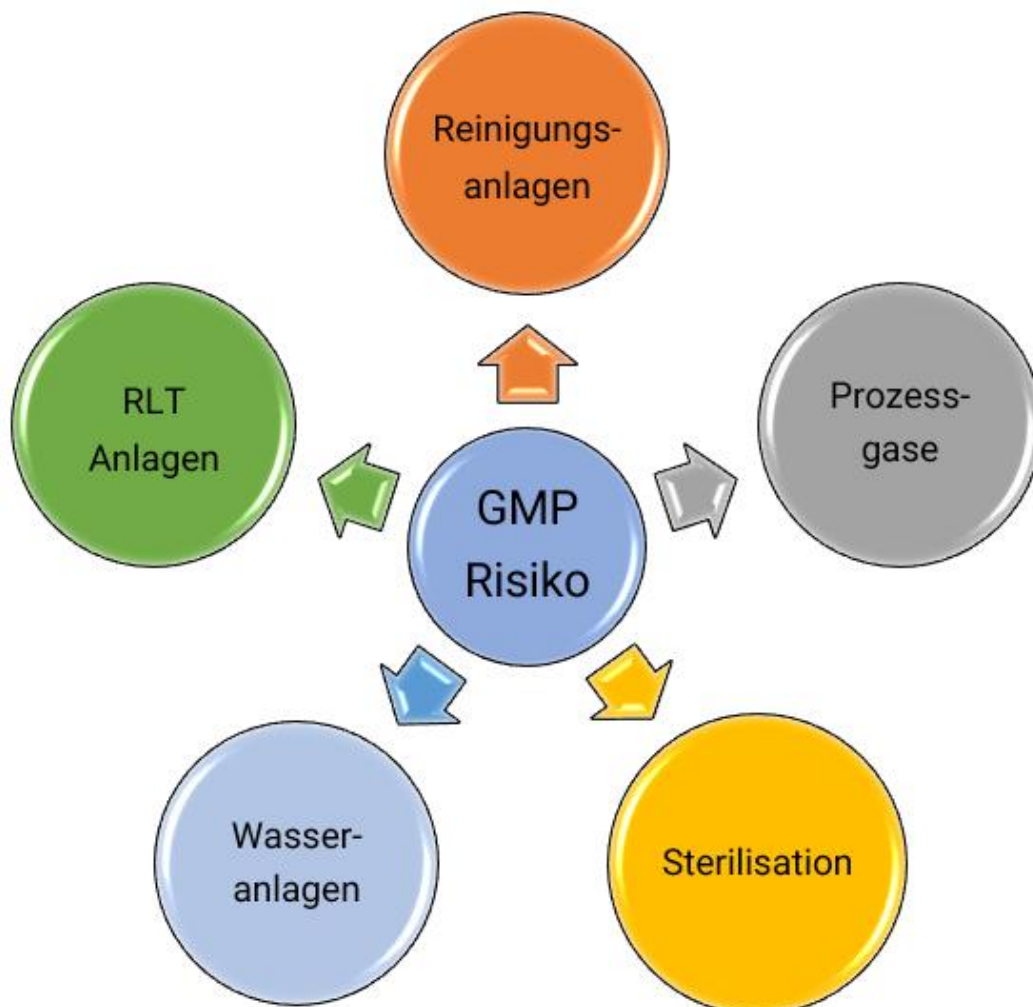 Reinigungs-
anlagen
RLT
Anlagen
Prozess-
gase
GMP
Risiko
Wasser-
anlagen
Sterilisation